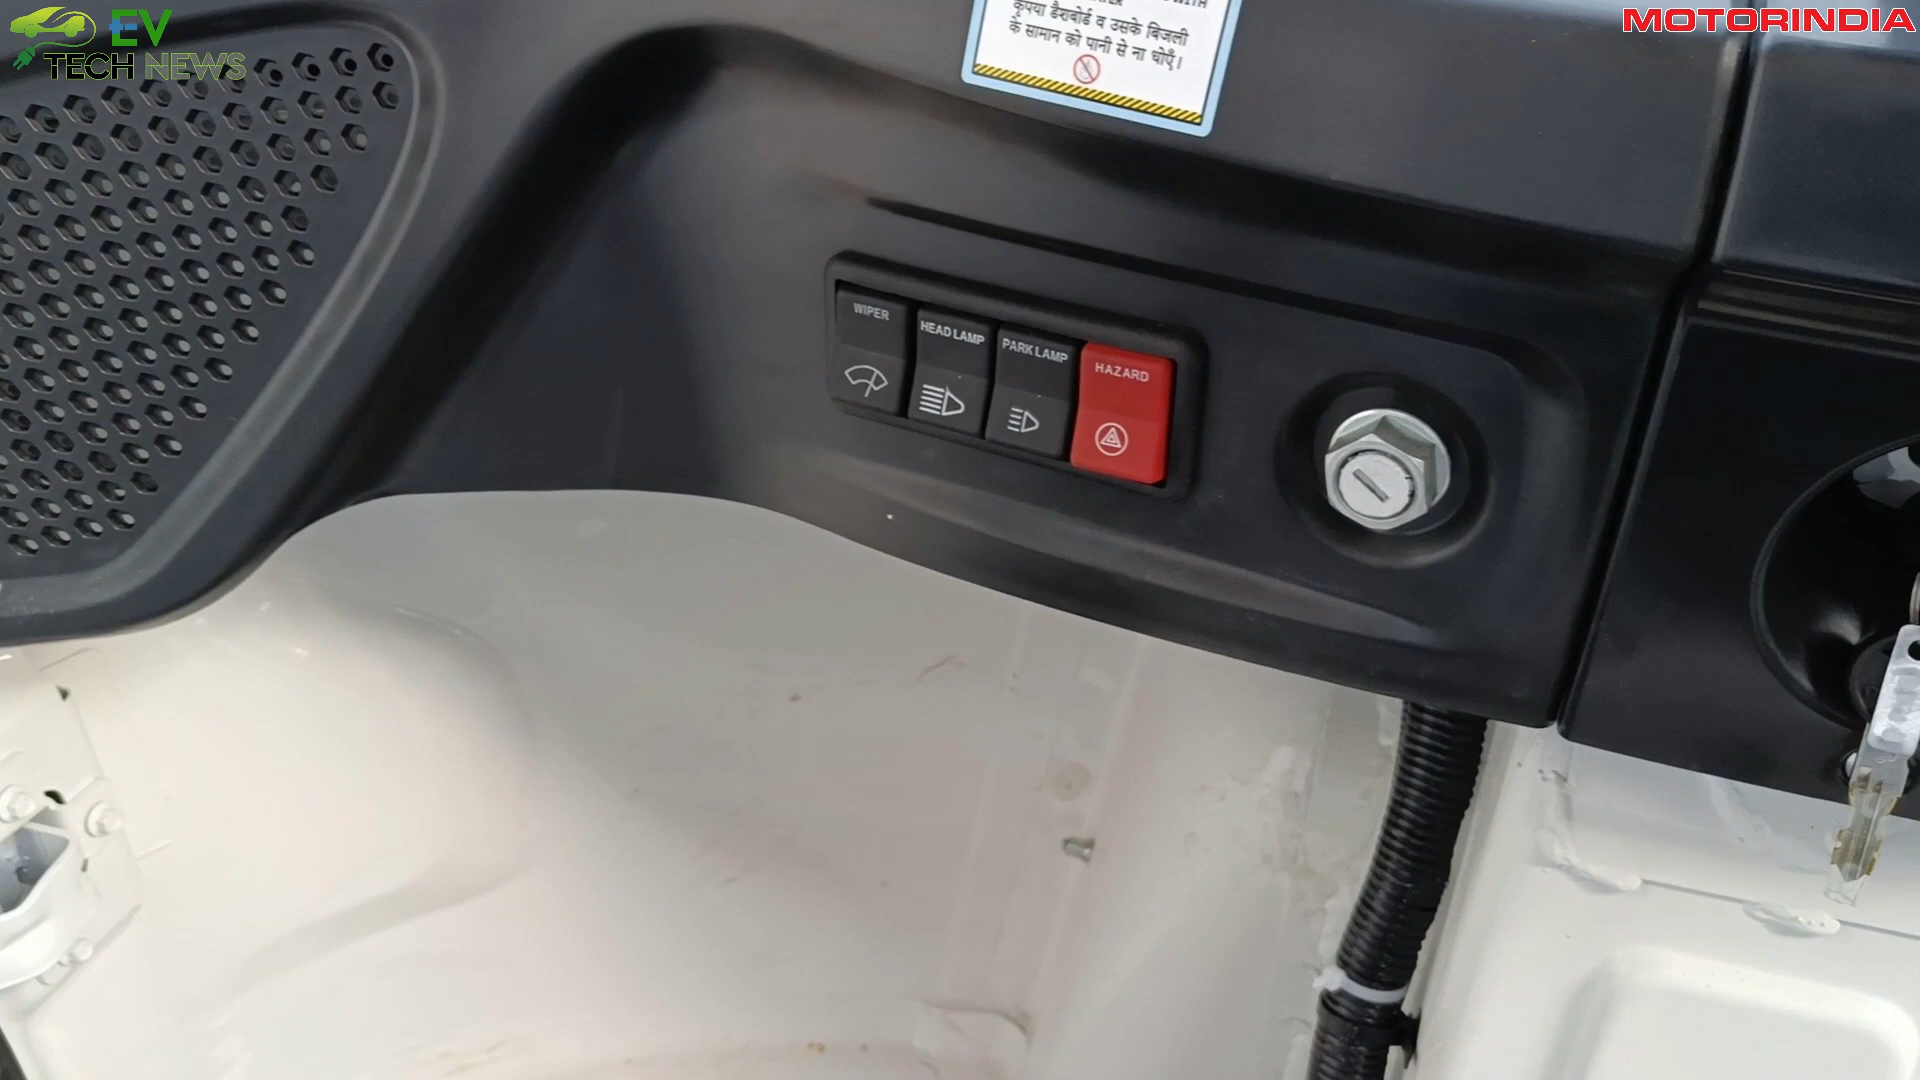 EV
TECH NEWS
MOTORINDIA
कृपया डैशबोर्ड व उसके बिजली
के सामान को पानी से ना धोएँ।
WIPER
HEAD LAMP
PARK LAMP
HAZARD